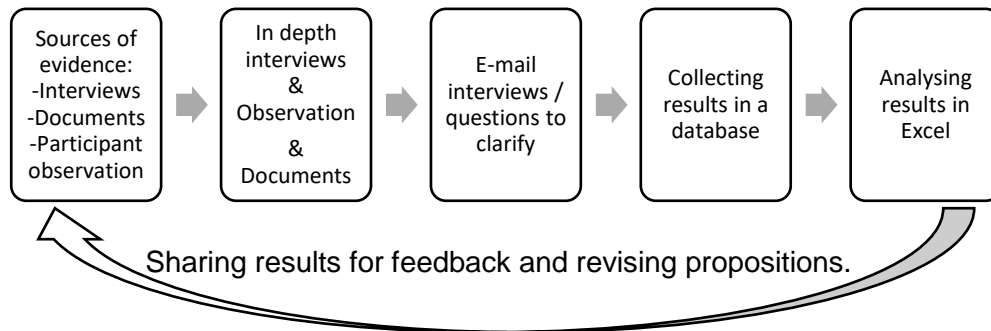 Sources of
evidence:
-Interviews
-Documents
-Participant
observation
In depth
interviews
&
Observation
&
Documents
E-mail
interviews /
questions to
clarify
Collecting
results in a
database
Analysing
results in
Excel
Sharing results for feedback and revising propositions.